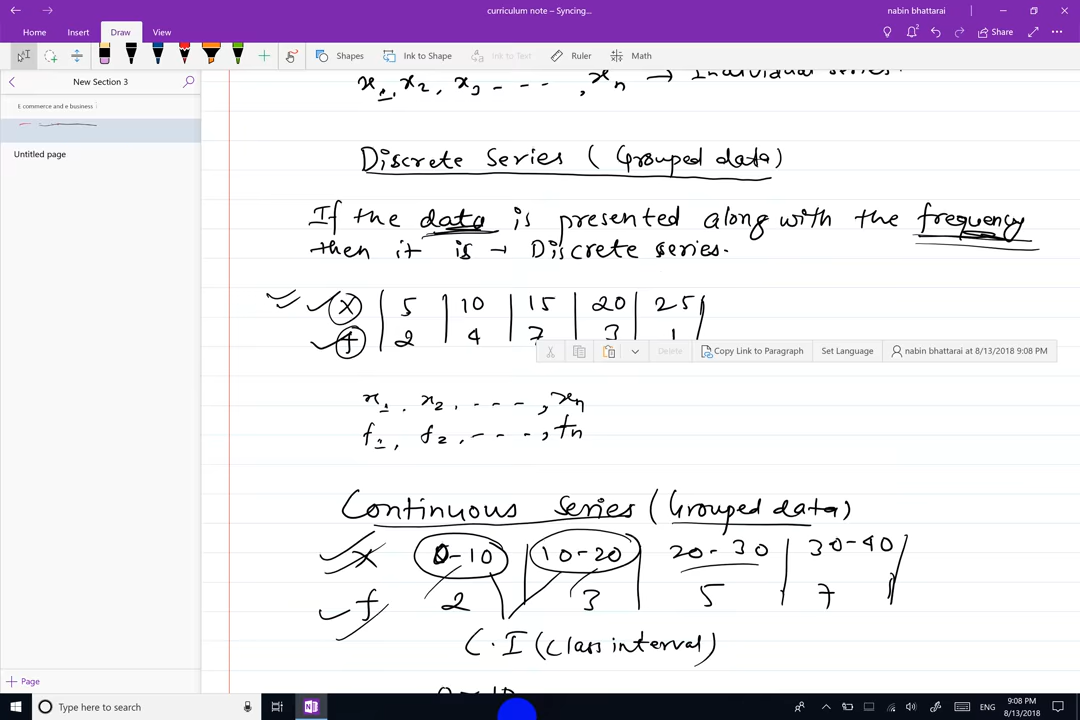 curriculum note - Syncing...
nabin bhattarai
Home Insert Draw View
Share
Shapes Ink to Shape Ink to Text Ruler Math
New Section 3
E commerce and e business
Untitled page
x1, x2, x3, - - - -, xn → Individual series.
Discrete Series (Grouped data)
If the data is presented along with the frequency
then it is → Discrete series.
x | 5 | 10 | 15 | 20 | 25 |
f | 2 | 4 | 7 | 3 | 1
Delete Copy Link to Paragraph Set Language nabin bhattarai at 8/13/2018 9:08 PM
x1, x2, - - - -, xn
f1, f2, - - - -, fn
Continuous Series (Grouped data)
x 0-10 | 10-20 | 20-30 | 30-40 |
f 2 | 3 | 5 | 7 |
C.I (Class interval)
0-10
Page
Type here to search
ENG
9:08 PM
8/13/2018